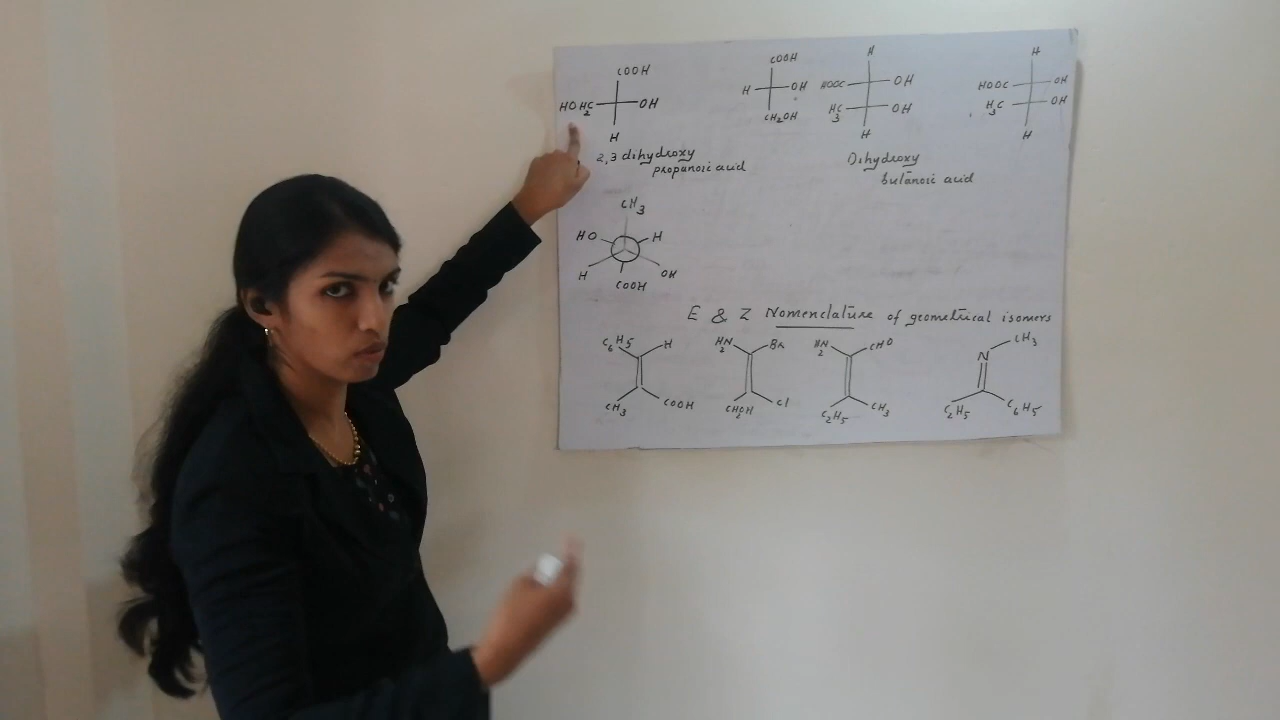 COOH
HOH₂C OH
H
2,3 dihydroxy
propanoic acid
COOH
H OH
CH₂OH
H
HOOC OH
H₃C OH
H
Dihydroxy
butanoic acid
H
HOOC OH
H₃C OH
H
CH₃
HO H
H OH
COOH
E & Z Nomenclature of geometrical isomers
C₆H₅ H
CH₃ COOH
H₂N Br
CH₂OH Cl
H₂N CHO
C₂H₅ CH₃
CH₃
N
C₂H₅ C₆H₅